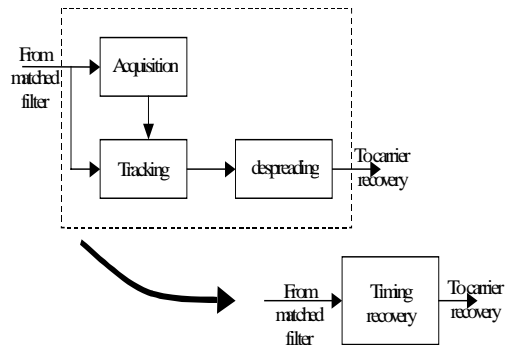 From
matched
filter
Acquisition
Tracking
despreading
To carrier
recovery
From
matched
filter
Timing
recovery
To carrier
recovery